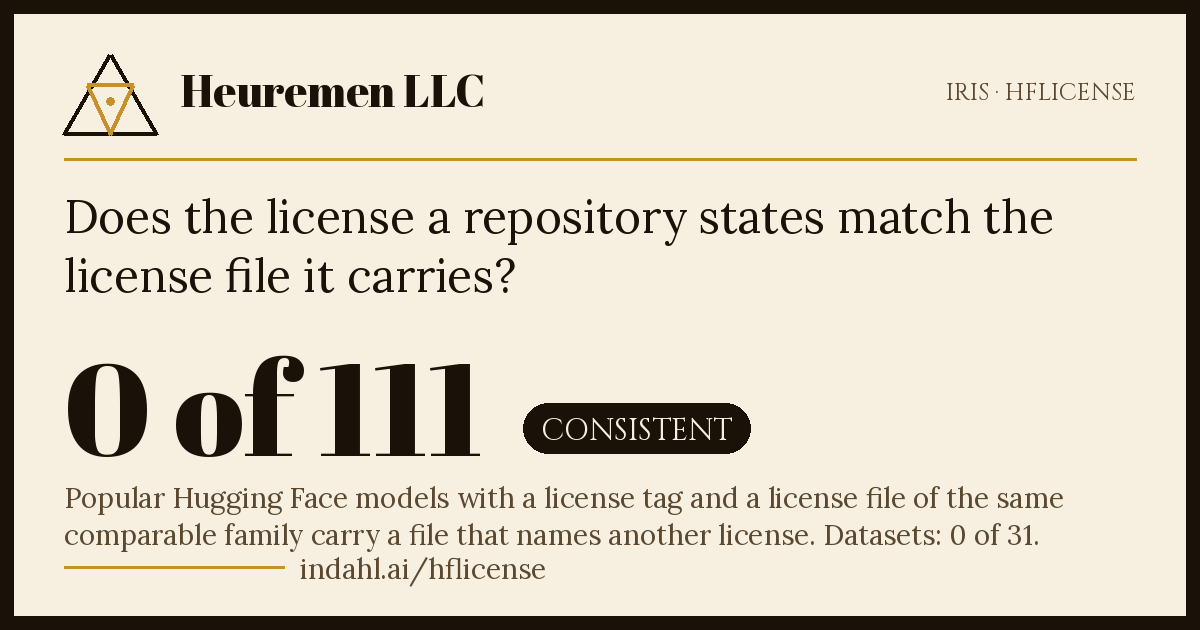 Heuremen LLC
IRIS · HFLICENSE
Does the license a repository states match the
license file it carries?
0 of 111
CONSISTENT
Popular Hugging Face models with a license tag and a license file of the same
comparable family carry a file that names another license. Datasets: 0 of 31.
indahl.ai/hflicense